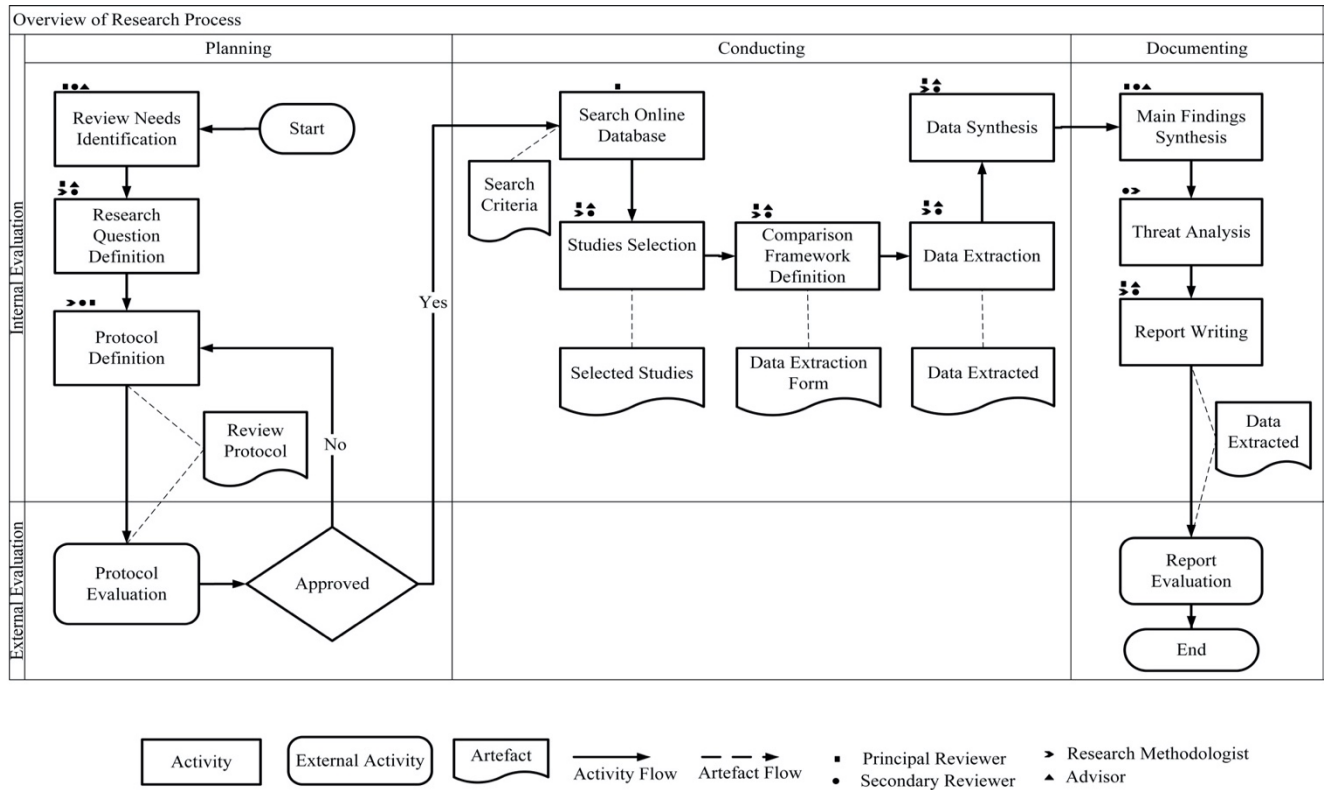 Overview of Research Process
Planning
Conducting
Documenting
Internal Evaluation
External Evaluation
Review Needs
Identification
Start
Research
Question
Definition
Protocol
Definition
Review
Protocol
No
Yes
Protocol
Evaluation
Approved
Search Online
Database
Search
Criteria
Studies Selection
Selected Studies
Comparison
Framework
Definition
Data Extraction
Form
Data Synthesis
Data Extraction
Data Extracted
Main Findings
Synthesis
Threat Analysis
Report Writing
Data
Extracted
Report
Evaluation
End
Activity
External Activity
Artefact
Activity Flow
Artefact Flow
Principal Reviewer
Secondary Reviewer
Research Methodologist
Advisor